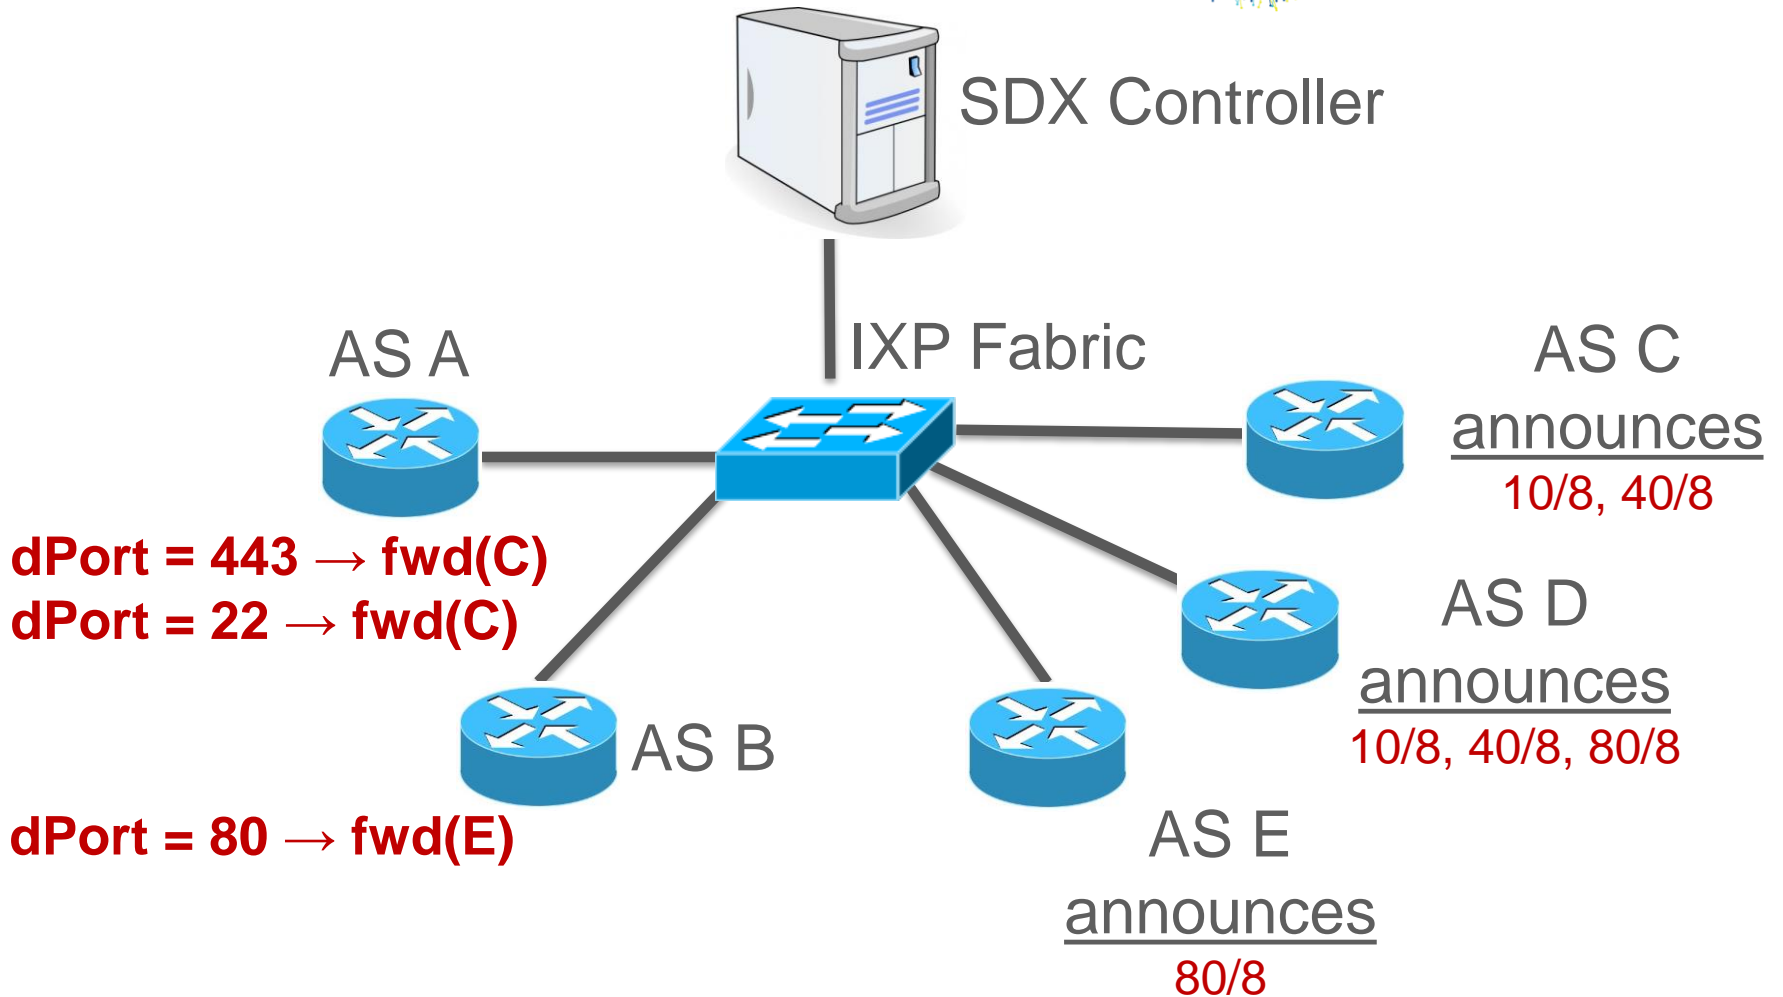 SDX Controller
IXP Fabric
AS A
dPort = 443 → fwd(C)
dPort = 22 → fwd(C)
AS B
dPort = 80 → fwd(E)
AS C
announces
10/8, 40/8
AS D
announces
10/8, 40/8, 80/8
AS E
announces
80/8